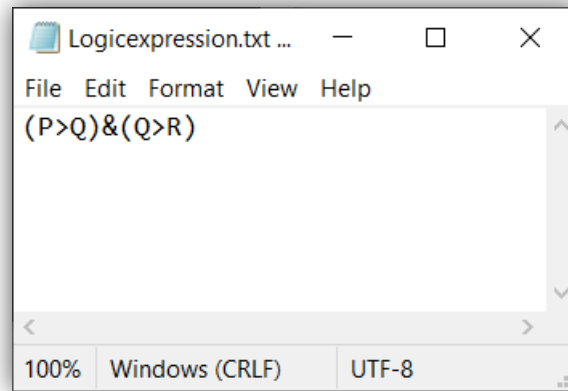 Logicexpression.txt ...
File Edit Format View Help
(P>Q)&(Q>R)
100% Windows (CRLF) UTF-8